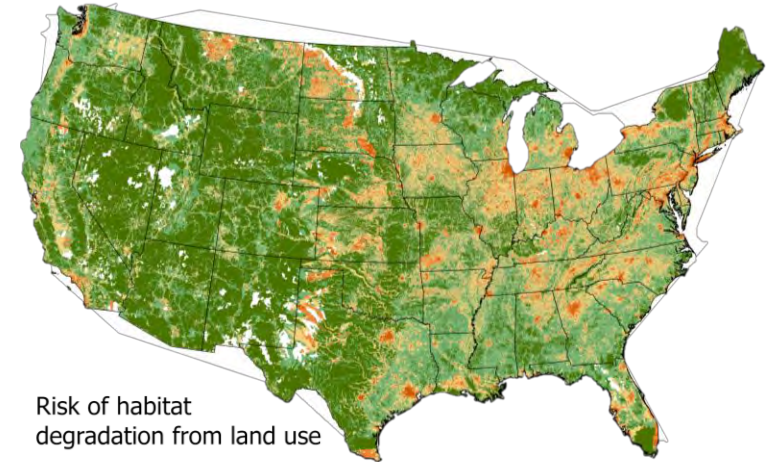 Risk of habitat
degradation from land use